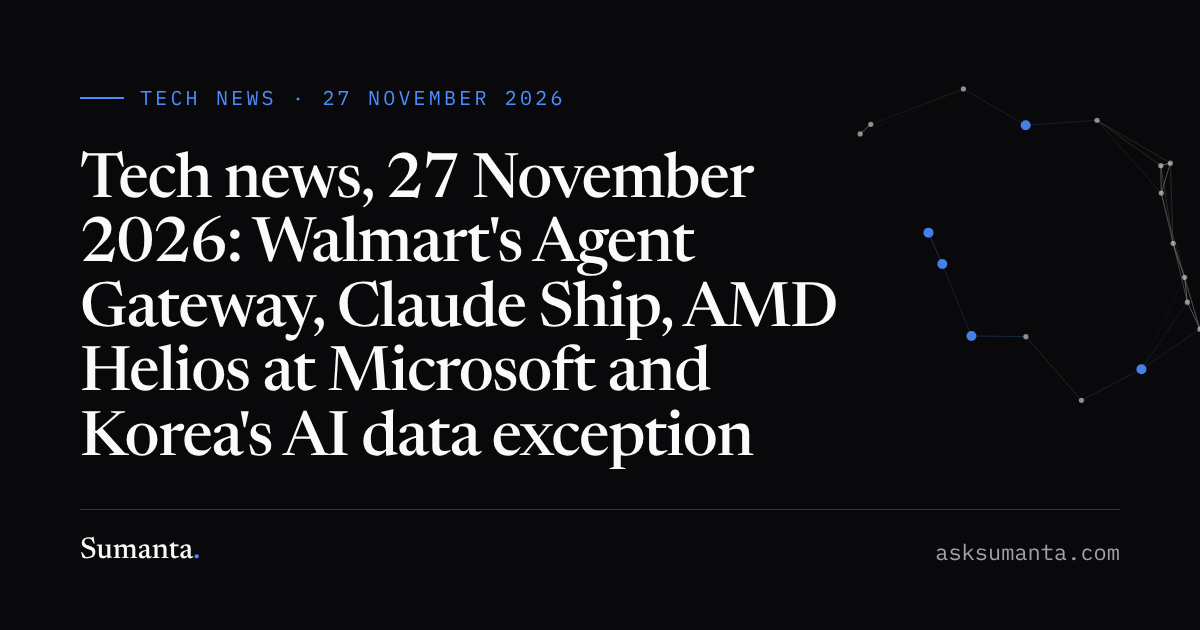 TECH NEWS · 27 NOVEMBER 2026
Tech news, 27 November
2026: Walmart's Agent
Gateway, Claude Ship, AMD
Helios at Microsoft and
Korea's AI data exception
Sumanta.
asksumanta.com